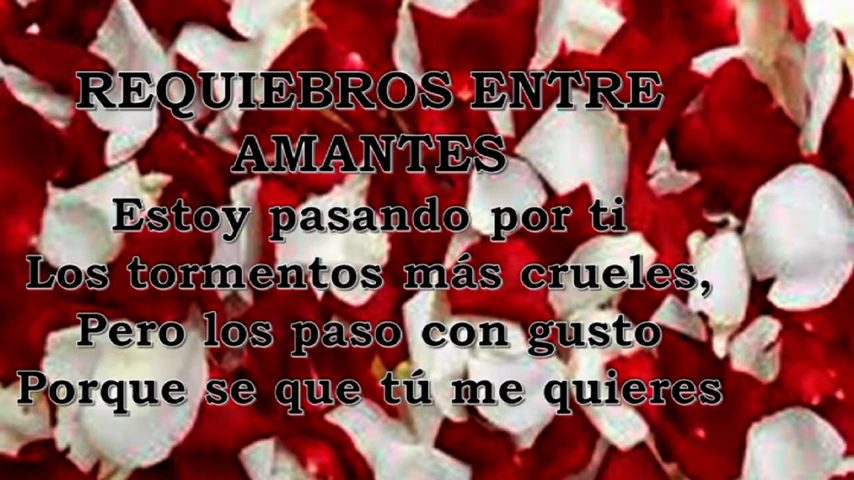 REQUIEBROS ENTRE
AMANTES
Estoy pasando por ti
Los tormentos más crueles,
Pero los paso con gusto
Porque se que tú me quieres